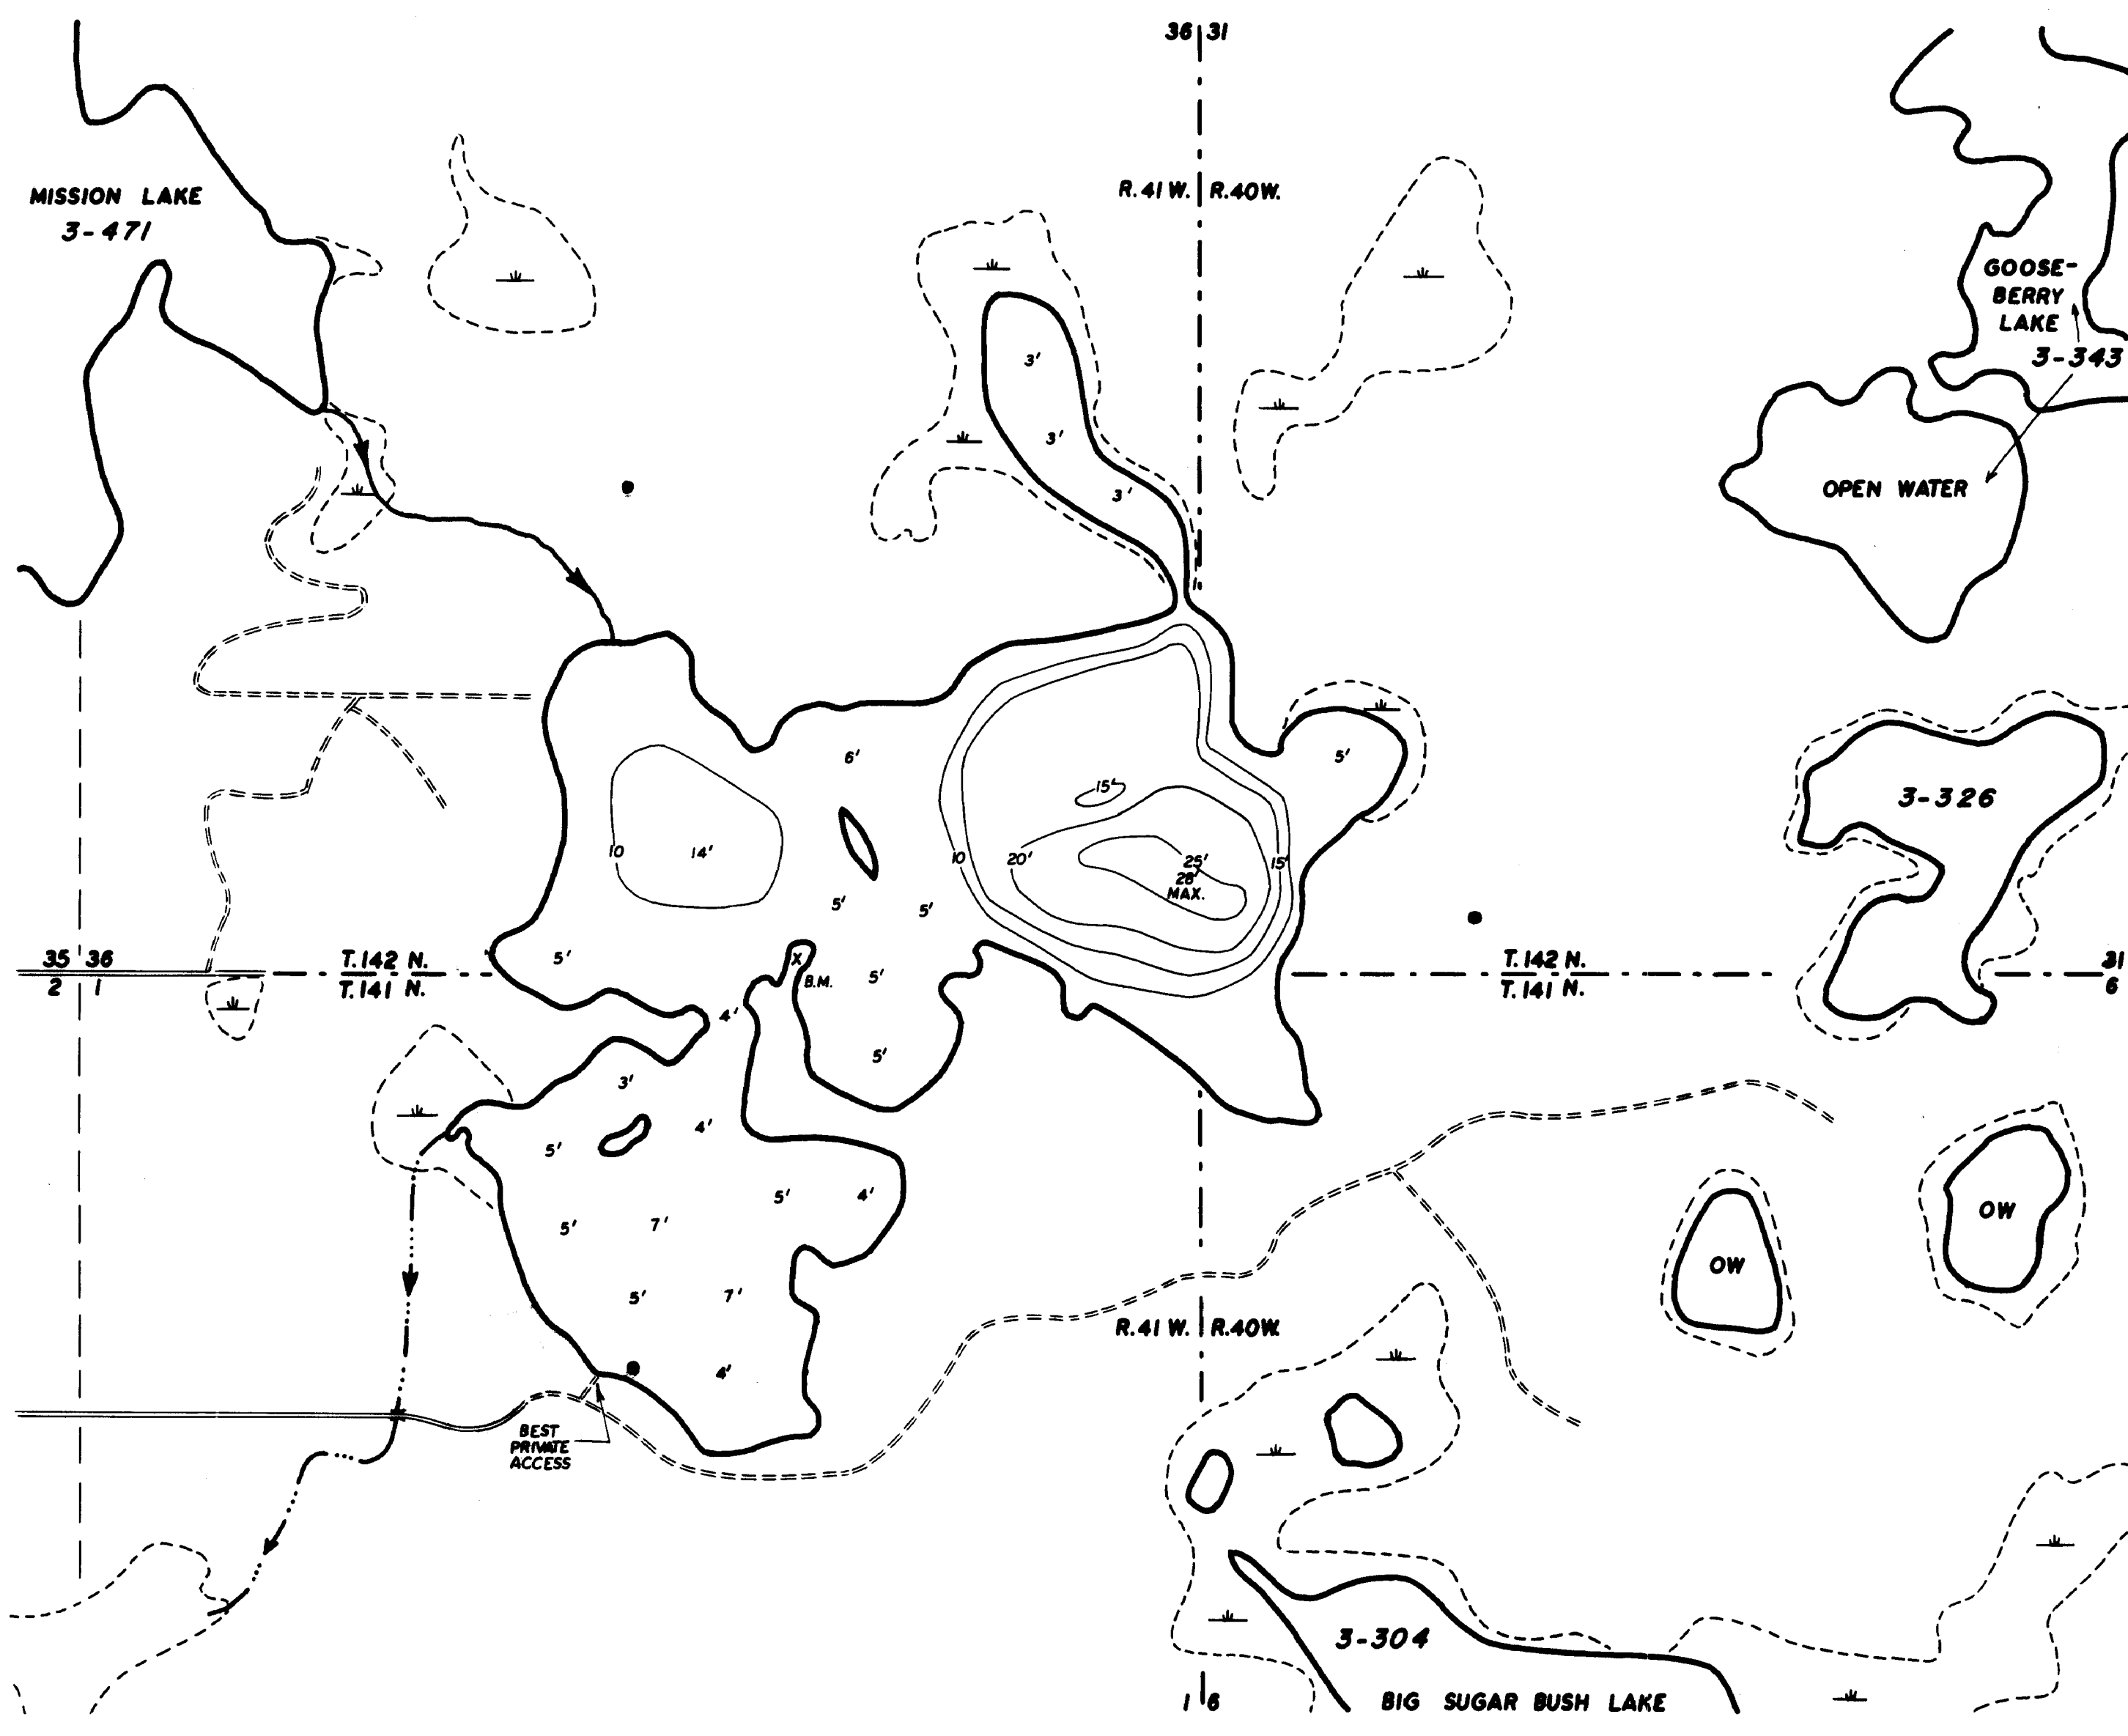 36 31
R.41 W. R.40W.
MISSION LAKE
3-471
GOOSE-
BERRY
LAKE
3-343
OPEN WATER
3'
3'
3'
6'
5'
15'
3-326
10
14'
10
20'
25'
15'
28'
MAX.
5'
5'
5'
X
B.M.
5'
35 36
2 1
T.142 N.
T.141 N.
T.142 N.
T.141 N.
31
6
4'
5'
3'
4'
5'
5'
4'
5'
7'
5'
7'
4'
OW
OW
R.41 W. R.40W.
BEST
PRIVATE
ACCESS
3-304
1 6
BIG SUGAR BUSH LAKE